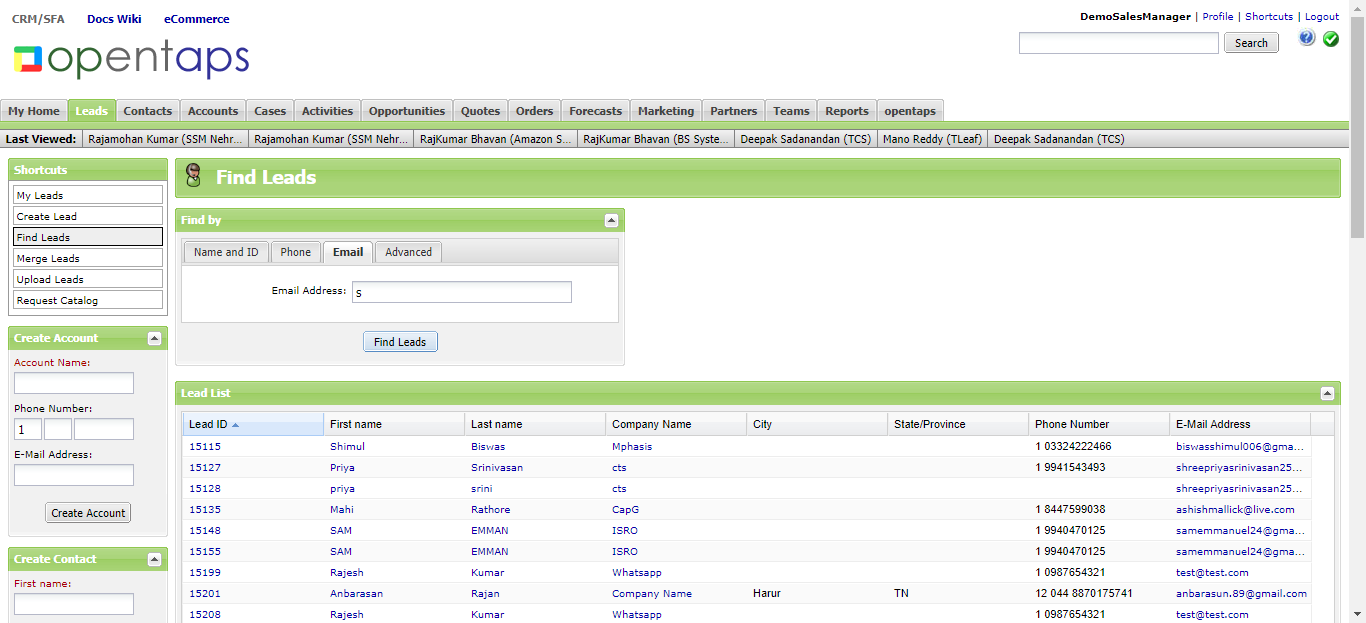 CRM/SFA Docs Wiki eCommerce
DemoSalesManager | Profile | Shortcuts | Logout
opentaps
Search
My Home Leads Contacts Accounts Cases Activities Opportunities Quotes Orders Forecasts Marketing Partners Teams Reports opentaps
Last Viewed: Rajamohan Kumar (SSM Nehr... Rajamohan Kumar (SSM Nehr... RajKumar Bhavan (Amazon S... RajKumar Bhavan (BS Syste... Deepak Sadanandan (TCS) Mano Reddy (TLeaf) Deepak Sadanandan (TCS)
Shortcuts
My Leads
Create Lead
Find Leads
Merge Leads
Upload Leads
Request Catalog
Create Account
Account Name:
Phone Number:
1
E-Mail Address:
Create Account
Create Contact
First name:
Find Leads
Find by
Name and ID Phone Email Advanced
Email Address: s
Find Leads
Lead List
Lead ID First name Last name Company Name City State/Province Phone Number E-Mail Address
15115 Shimul Biswas Mphasis 1 03324222466 biswasshimul006@gma...
15127 Priya Srinivasan cts 1 9941543493 shreepriyasrinivasan25...
15128 priya srini cts shreepriyasrinivasan25...
15135 Mahi Rathore CapG 1 8447599038 ashishmallick@live.com
15148 SAM EMMAN ISRO 1 9940470125 samemmanuel24@gma...
15155 SAM EMMAN ISRO 1 9940470125 samemmanuel24@gma...
15199 Rajesh Kumar Whatsapp 1 0987654321 test@test.com
15201 Anbarasan Rajan Company Name Harur TN 12 044 8870175741 anbarasun.89@gmail.com
15208 Rajesh Kumar Whatsapp 1 0987654321 test@test.com